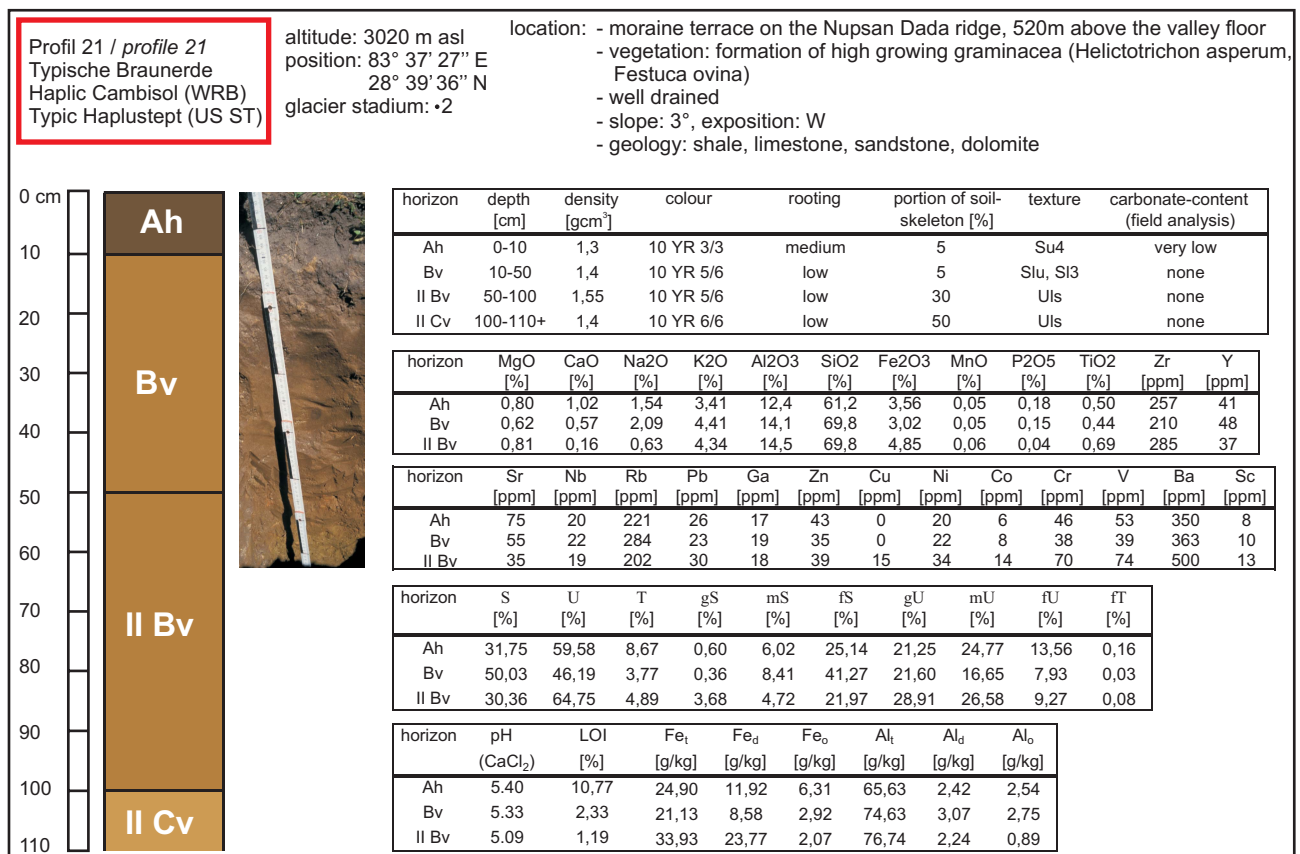 Profil 21 / profile 21
Typische Braunerde
Haplic Cambisol (WRB)
Typic Haplustept (US ST)
altitude: 3020 m asl
position: 83° 37' 27'' E
28° 39' 36'' N
glacier stadium: •2
location: - moraine terrace on the Nupsan Dada ridge, 520m above the valley floor
- vegetation: formation of high growing graminacea (Helictotrichon asperum,
Festuca ovina)
- well drained
- slope: 3°, exposition: W
- geology: shale, limestone, sandstone, dolomite
0 cm
10
20
30
40
50
60
70
80
90
100
110
Ah
Bv
II Bv
II Cv
horizon depth density colour rooting portion of soil- texture carbonate-content
[cm] [gcm³] skeleton [%] (field analysis)
Ah 0-10 1,3 10 YR 3/3 medium 5 Su4 very low
Bv 10-50 1,4 10 YR 5/6 low 5 Slu, Sl3 none
II Bv 50-100 1,55 10 YR 5/6 low 30 Uls none
II Cv 100-110+ 1,4 10 YR 6/6 low 50 Uls none
horizon MgO CaO Na2O K2O Al2O3 SiO2 Fe2O3 MnO P2O5 TiO2 Zr Y
[%] [%] [%] [%] [%] [%] [%] [%] [%] [%] [ppm] [ppm]
Ah 0,80 1,02 1,54 3,41 12,4 61,2 3,56 0,05 0,18 0,50 257 41
Bv 0,62 0,57 2,09 4,41 14,1 69,8 3,02 0,05 0,15 0,44 210 48
II Bv 0,81 0,16 0,63 4,34 14,5 69,8 4,85 0,06 0,04 0,69 285 37
horizon Sr Nb Rb Pb Ga Zn Cu Ni Co Cr V Ba Sc
[ppm] [ppm] [ppm] [ppm] [ppm] [ppm] [ppm] [ppm] [ppm] [ppm] [ppm] [ppm] [ppm]
Ah 75 20 221 26 17 43 0 20 6 46 53 350 8
Bv 55 22 284 23 19 35 0 22 8 38 39 363 10
II Bv 35 19 202 30 18 39 15 34 14 70 74 500 13
horizon S U T gS mS fS gU mU fU fT
[%] [%] [%] [%] [%] [%] [%] [%] [%] [%]
Ah 31,75 59,58 8,67 0,60 6,02 25,14 21,25 24,77 13,56 0,16
Bv 50,03 46,19 3,77 0,36 8,41 41,27 21,60 16,65 7,93 0,03
II Bv 30,36 64,75 4,89 3,68 4,72 21,97 28,91 26,58 9,27 0,08
horizon pH LOI Feₜ Fe_d Feₒ Alₜ Al_d Alₒ
(CaCl₂) [%] [g/kg] [g/kg] [g/kg] [g/kg] [g/kg] [g/kg]
Ah 5.40 10,77 24,90 11,92 6,31 65,63 2,42 2,54
Bv 5.33 2,33 21,13 8,58 2,92 74,63 3,07 2,75
II Bv 5.09 1,19 33,93 23,77 2,07 76,74 2,24 0,89